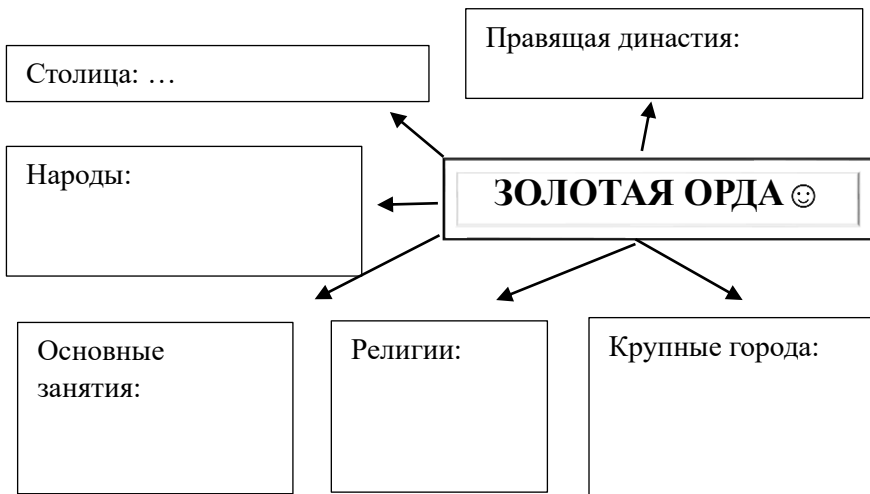 Правящая династия:
Столица: …
Народы:
ЗОЛОТАЯ ОРДА☺
Основные
занятия:
Религии:
Крупные города: